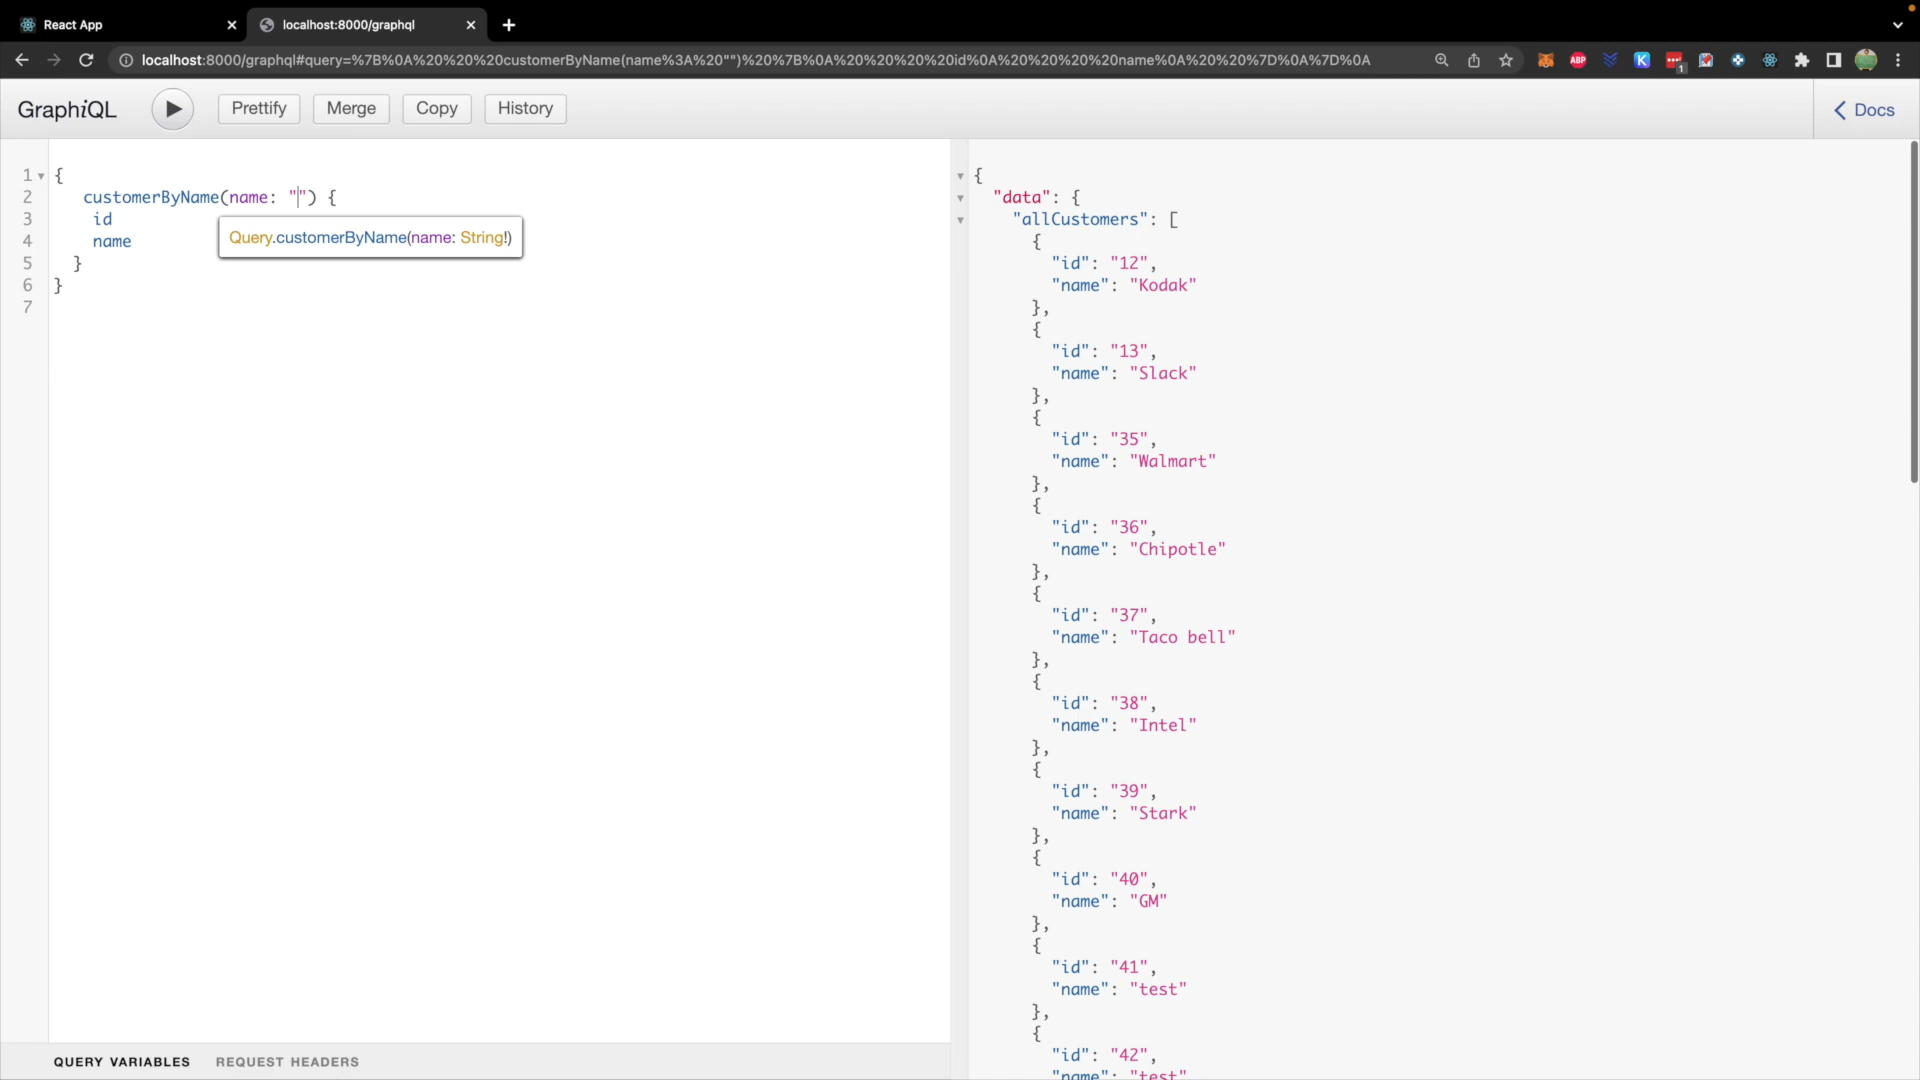 React App
localhost:8000/graphql
localhost:8000/graphql#query=%7B%0A%20%20%20customerByName(name%3A%20"")%20%7B%0A%20%20%20%20id%0A%20%20%20%20name%0A%20%20%20%7D%0A%7D%0A
ABP
K
1
GraphiQL
Prettify
Merge
Copy
History
Docs
1 {
2 customerByName(name: "") {
3 id
4 name
5 }
6 }
7
Query.customerByName(name: String!)
{
"data": {
"allCustomers": [
{
"id": "12",
"name": "Kodak"
},
{
"id": "13",
"name": "Slack"
},
{
"id": "35",
"name": "Walmart"
},
{
"id": "36",
"name": "Chipotle"
},
{
"id": "37",
"name": "Taco bell"
},
{
"id": "38",
"name": "Intel"
},
{
"id": "39",
"name": "Stark"
},
{
"id": "40",
"name": "GM"
},
{
"id": "41",
"name": "test"
},
{
"id": "42",
"name": "test"
QUERY VARIABLES
REQUEST HEADERS